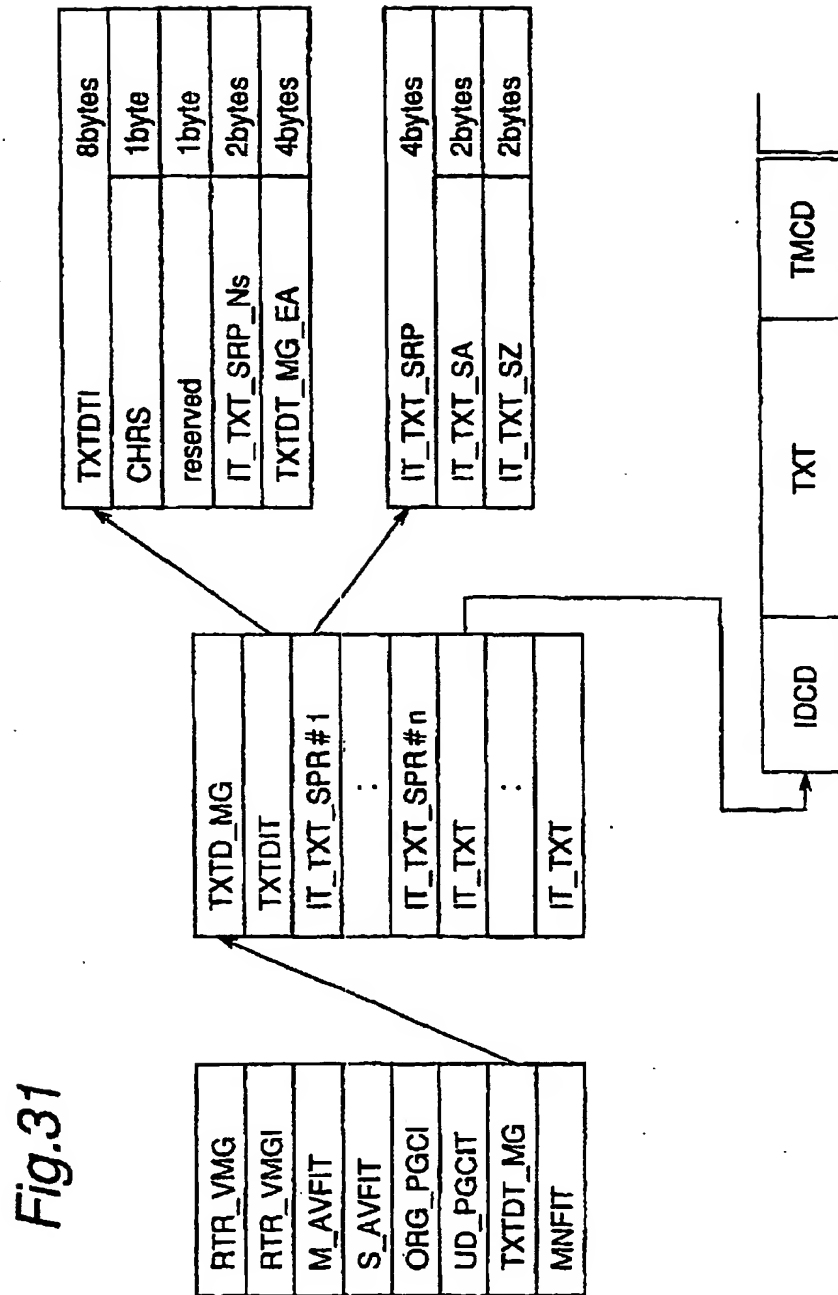 Fig.31
RTR_VMG
RTR_VMGI
M_AVFIT
S_AVFIT
ORG_PGCI
UD_PGCIT
TXTDT_MG
MNFIT
TXTD_MG
TXTDIT
IT_TXT_SPR#1
:
IT_TXT_SPR#n
IT_TXT
:
IT_TXT
TXTDTI 8bytes
CHRS 1byte
reserved 1byte
IT_TXT_SRP_Ns 2bytes
TXTDT_MG_EA 4bytes
IT_TXT_SRP 4bytes
IT_TXT_SA 2bytes
IT_TXT_SZ 2bytes
IDCD TXT TMCD